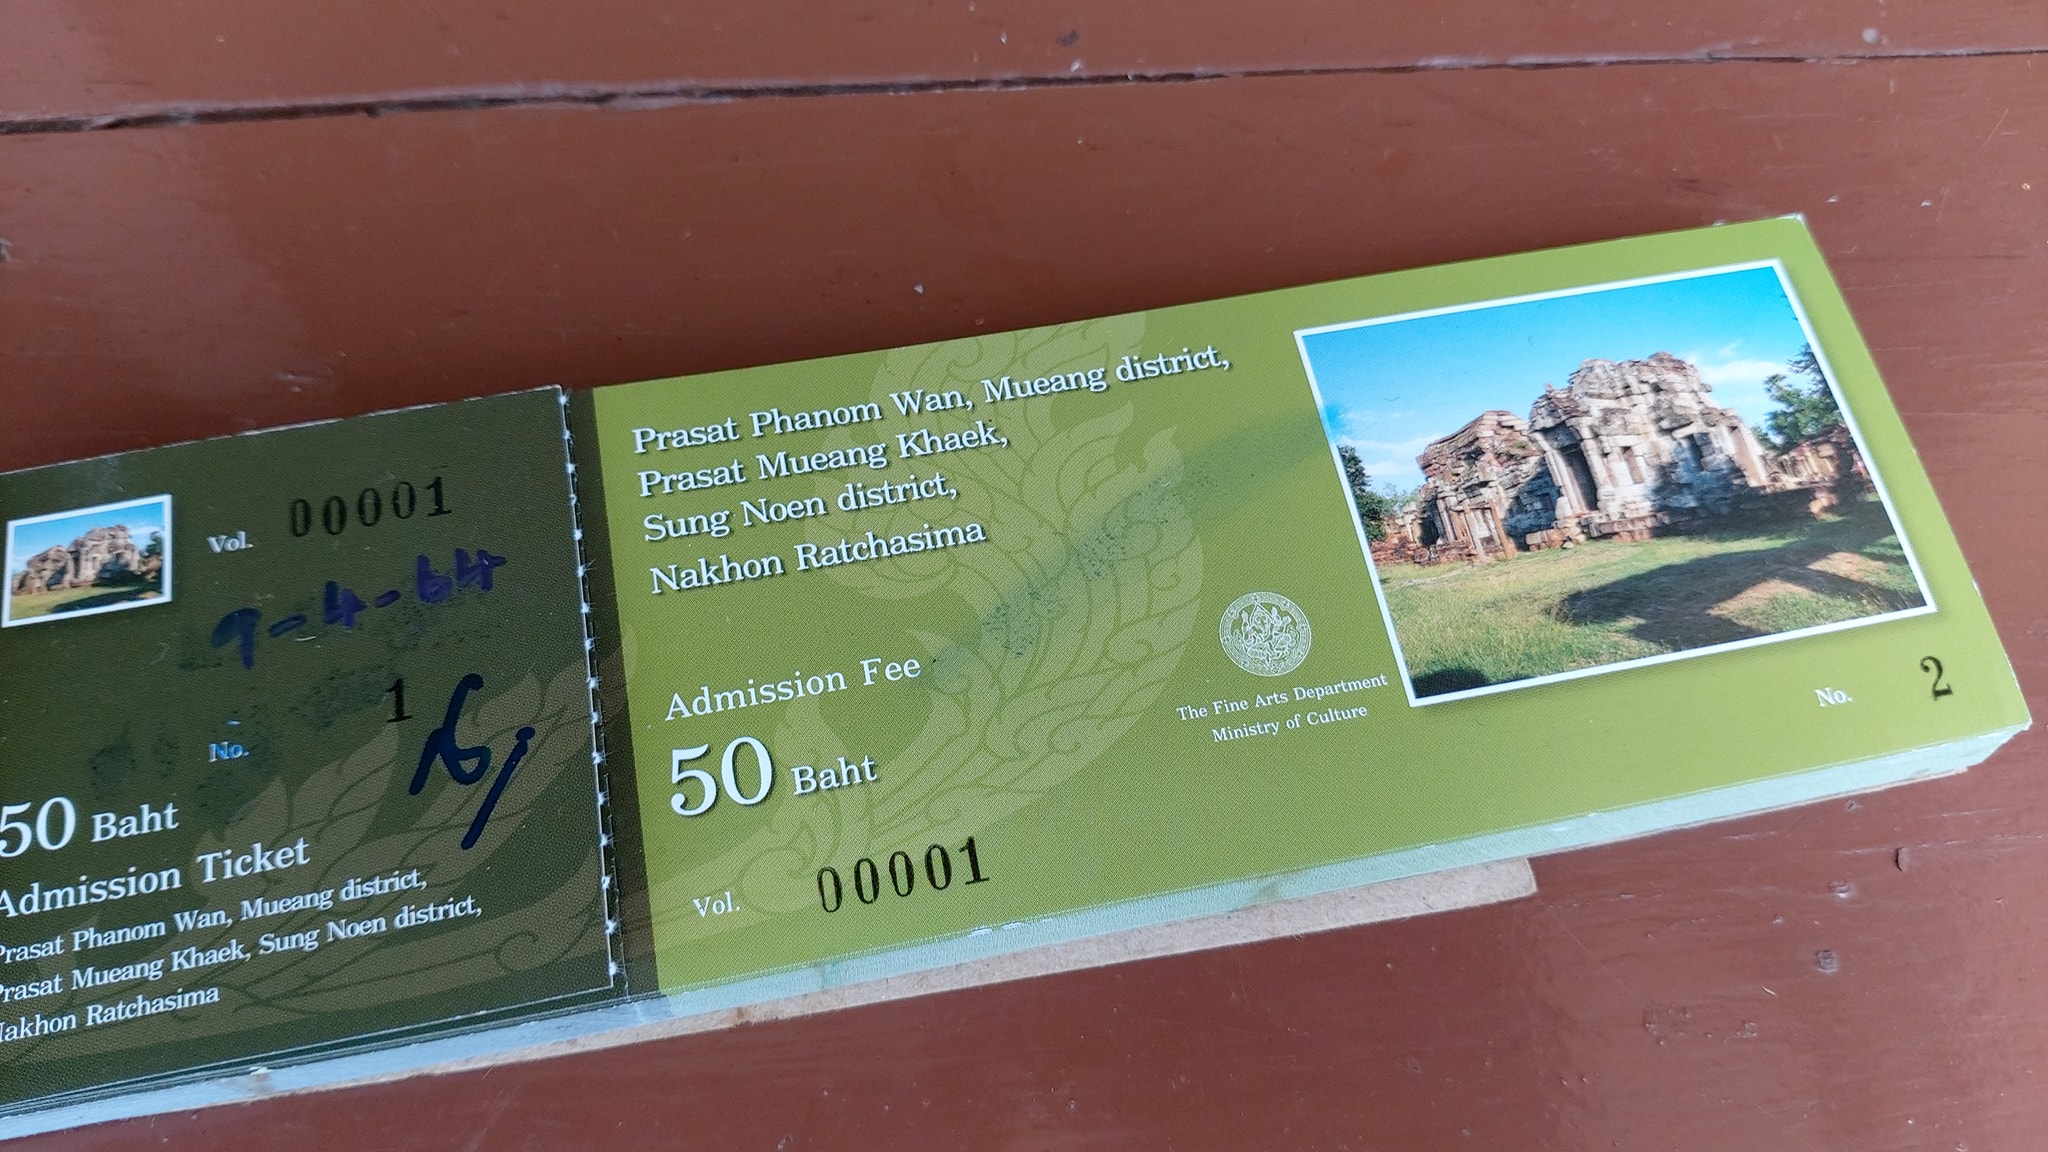 Vol. 00001
9-4-64
No. 1
50 Baht
Admission Ticket
Prasat Phanom Wan, Mueang district,
Prasat Mueang Khaek, Sung Noen district,
Nakhon Ratchasima
Prasat Phanom Wan, Mueang district,
Prasat Mueang Khaek,
Sung Noen district,
Nakhon Ratchasima
Admission Fee
50 Baht
Vol. 00001
The Fine Arts Department
Ministry of Culture
No. 2